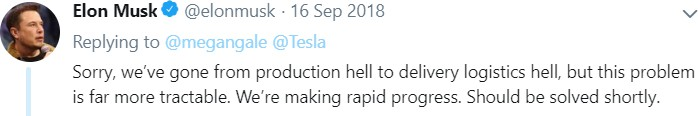 Elon Musk @elonmusk · 16 Sep 2018
Replying to @megangale @Tesla
Sorry, we've gone from production hell to delivery logistics hell, but this problem
is far more tractable. We're making rapid progress. Should be solved shortly.